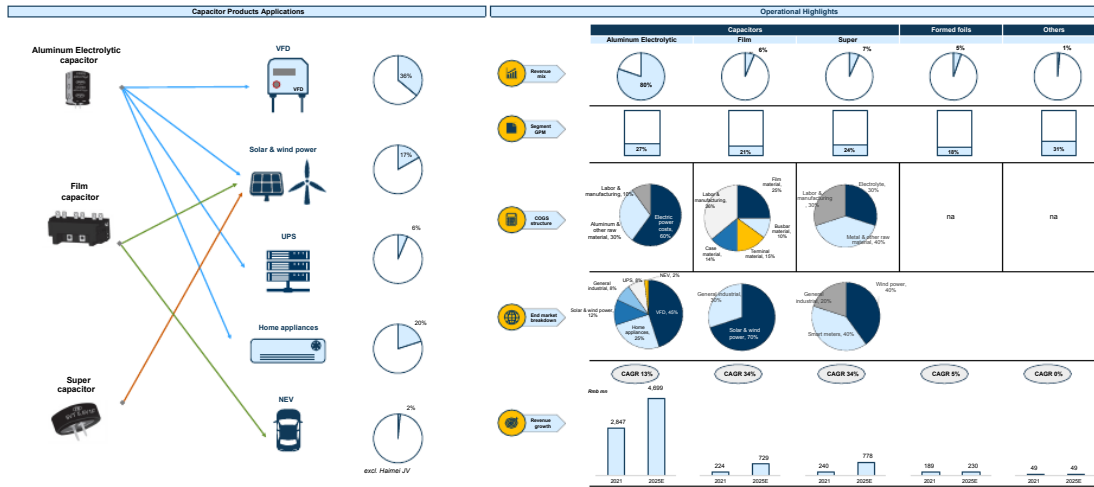 Capacitor Products Applications
Aluminum Electrolytic
capacitor
Film
capacitor
Super
capacitor
VFD
VFD
36%
Solar & wind power
17%
UPS
6%
Home appliances
20%
NEV
2%
excl. Haimei JV
Operational Highlights
Capacitors
Formed foils
Others
Aluminum Electrolytic
Film
Super
Revenue
mix
80%
6%
7%
5%
1%
Segment
GPM
27%
21%
24%
18%
31%
COGS
structure
Labor &
manufacturing, 10%
Aluminum &
other raw
material, 30%
Electric
power
costs,
60%
Labor &
manufacturing,
26%
Film
material,
25%
Busbar
material,
10%
Terminal
material, 15%
Case
material,
14%
Labor &
manufacturing,
30%
Electrolyte,
30%
Metal & other raw
material, 40%
na
na
End market
breakdown
General
industrial, 8%
UPS, 8%
NEV, 2%
Solar & wind power,
12%
Home
appliances,
25%
VFD, 45%
General industrial,
30%
Solar & wind
power, 70%
General
industrial, 20%
Wind power,
40%
Smart meters, 40%
Revenue
growth
CAGR 13%
CAGR 34%
CAGR 34%
CAGR 5%
CAGR 0%
Rmb mn
2,847
4,699
224
729
240
778
189
230
49
49
2021
2025E
2021
2025E
2021
2025E
2021
2025E
2021
2025E